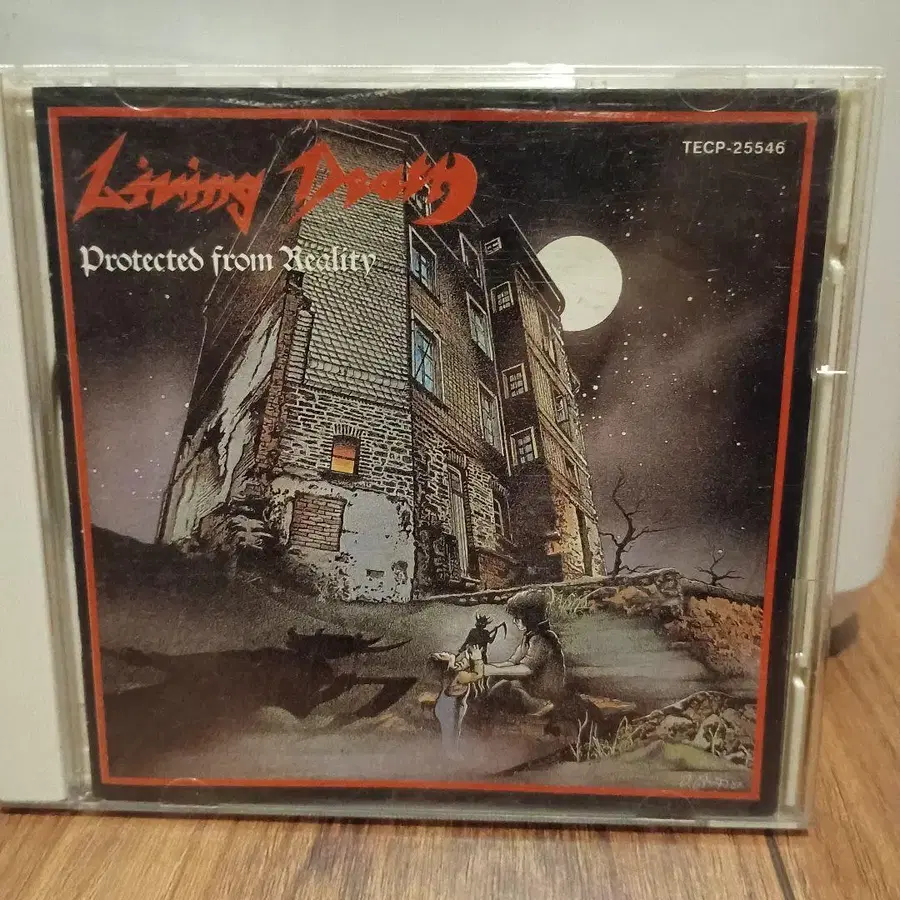 TECP-25546
Living Death
Protected from Reality